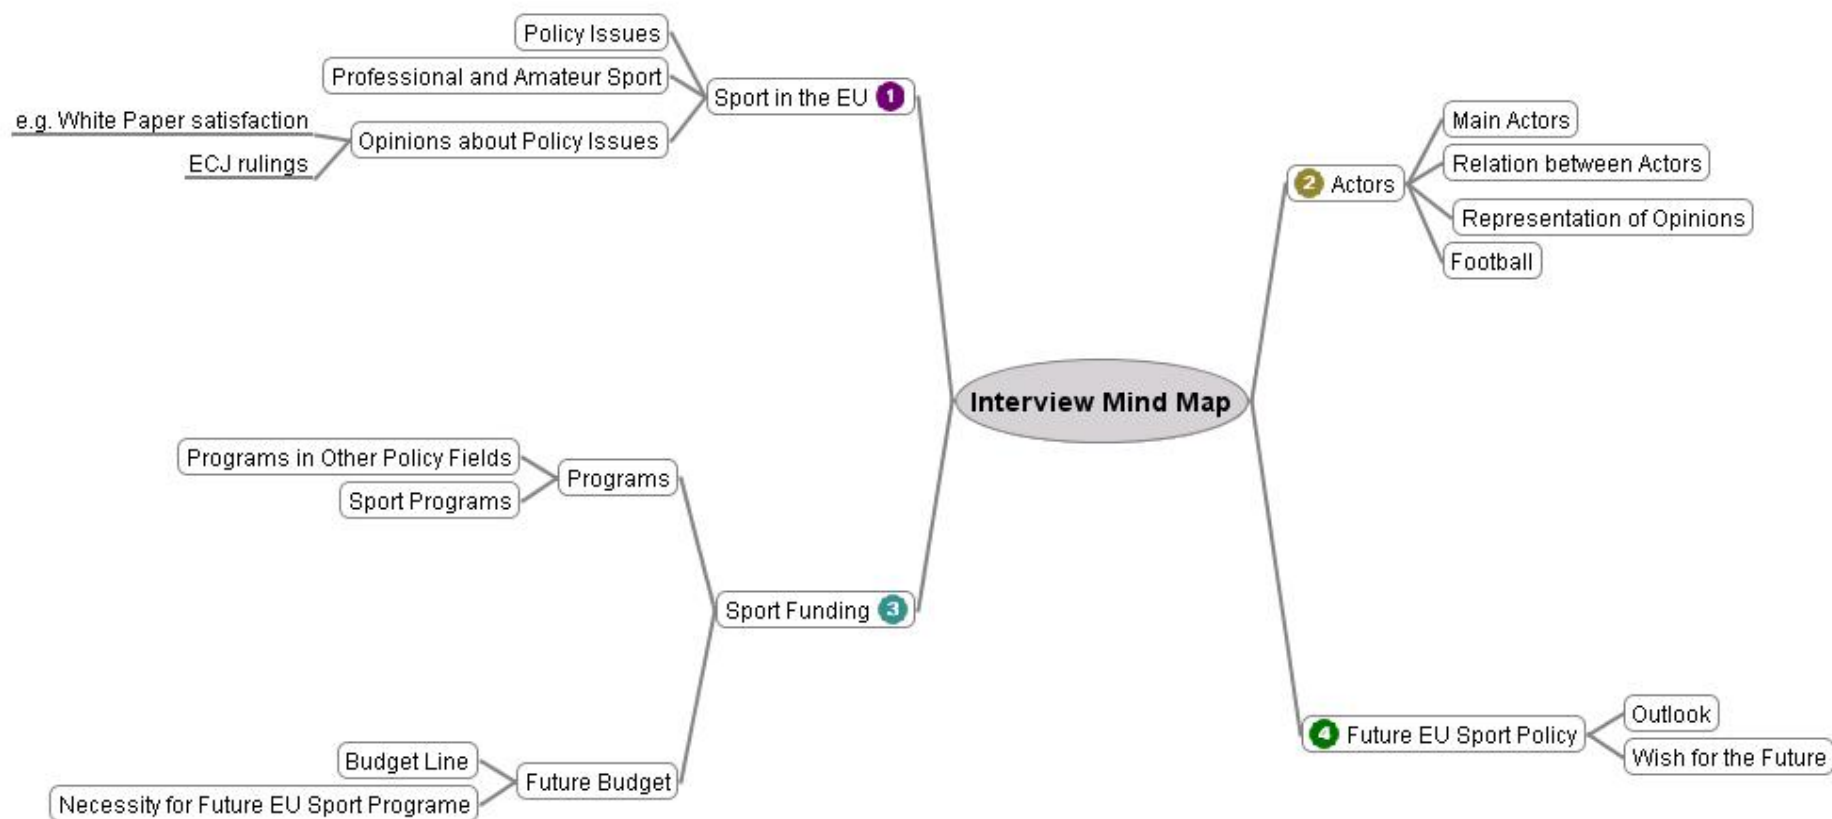 Policy Issues
Professional and Amateur Sport
Sport in the EU 1
e.g. White Paper satisfaction
Opinions about Policy Issues
ECJ rulings
Main Actors
2 Actors
Relation between Actors
Representation of Opinions
Football
Interview Mind Map
Programs in Other Policy Fields
Programs
Sport Programs
Sport Funding 3
Budget Line
Future Budget
Necessity for Future EU Sport Programe
Outlook
4 Future EU Sport Policy
Wish for the Future